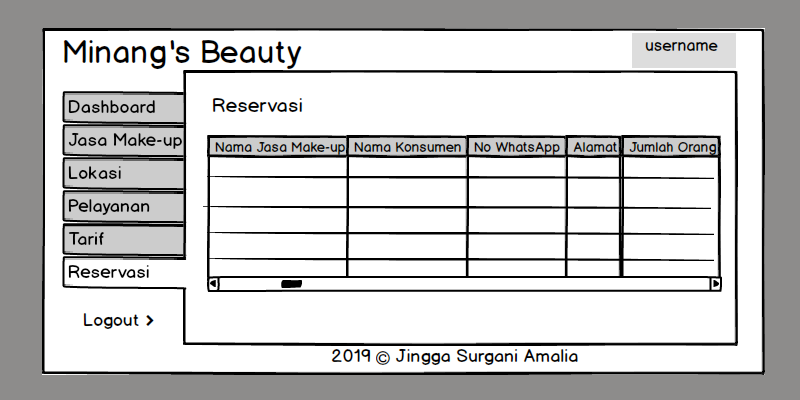 Minang's Beauty
username
Dashboard
Jasa Make-up
Lokasi
Pelayanan
Tarif
Reservasi
Logout
Reservasi
Nama Jasa Make-up Nama Konsumen No WhatsApp Alamat Jumlah Orang
2019 © Jingga Surgani Amalia